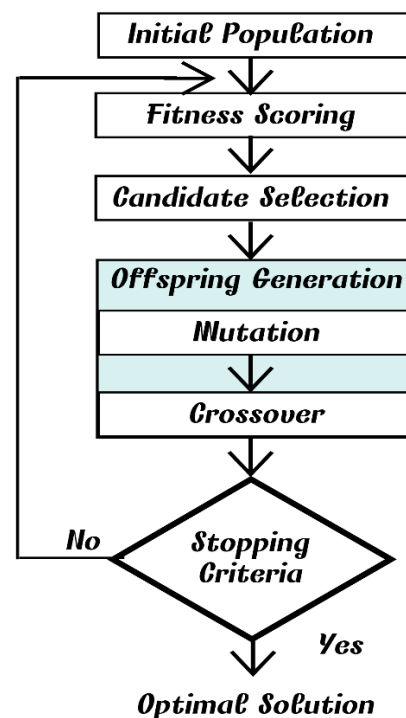 Initial Population
Fitness Scoring
Candidate Selection
Offspring Generation
Mutation
Crossover
Stopping
Criteria
No
Yes
Optimal Solution